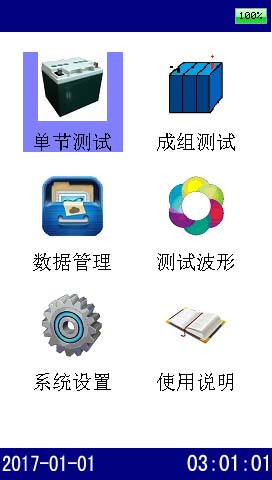 100%
单节测试
成组测试
数据管理
测试波形
系统设置
使用说明
2017-01-01
03:01:01